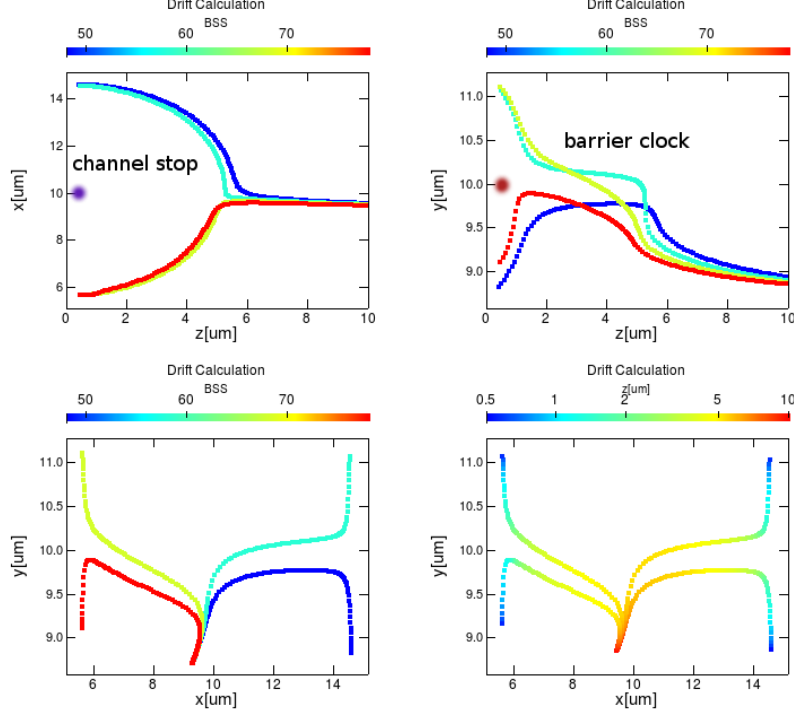 Drift Calculation
BSS
50 60 70
14
12
channel stop
10
8
6
x[um]
0 2 4 6 8 10
z[um]
Drift Calculation
BSS
50 60 70
11.0
10.5
barrier clock
10.0
9.5
9.0
y[um]
0 2 4 6 8 10
z[um]
Drift Calculation
BSS
50 60 70
11.0
10.5
10.0
9.5
9.0
y[um]
6 8 10 12 14
x[um]
Drift Calculation
z[um]
0.5 1 2 5 10
11.0
10.5
10.0
9.5
9.0
y[um]
6 8 10 12 14
x[um]